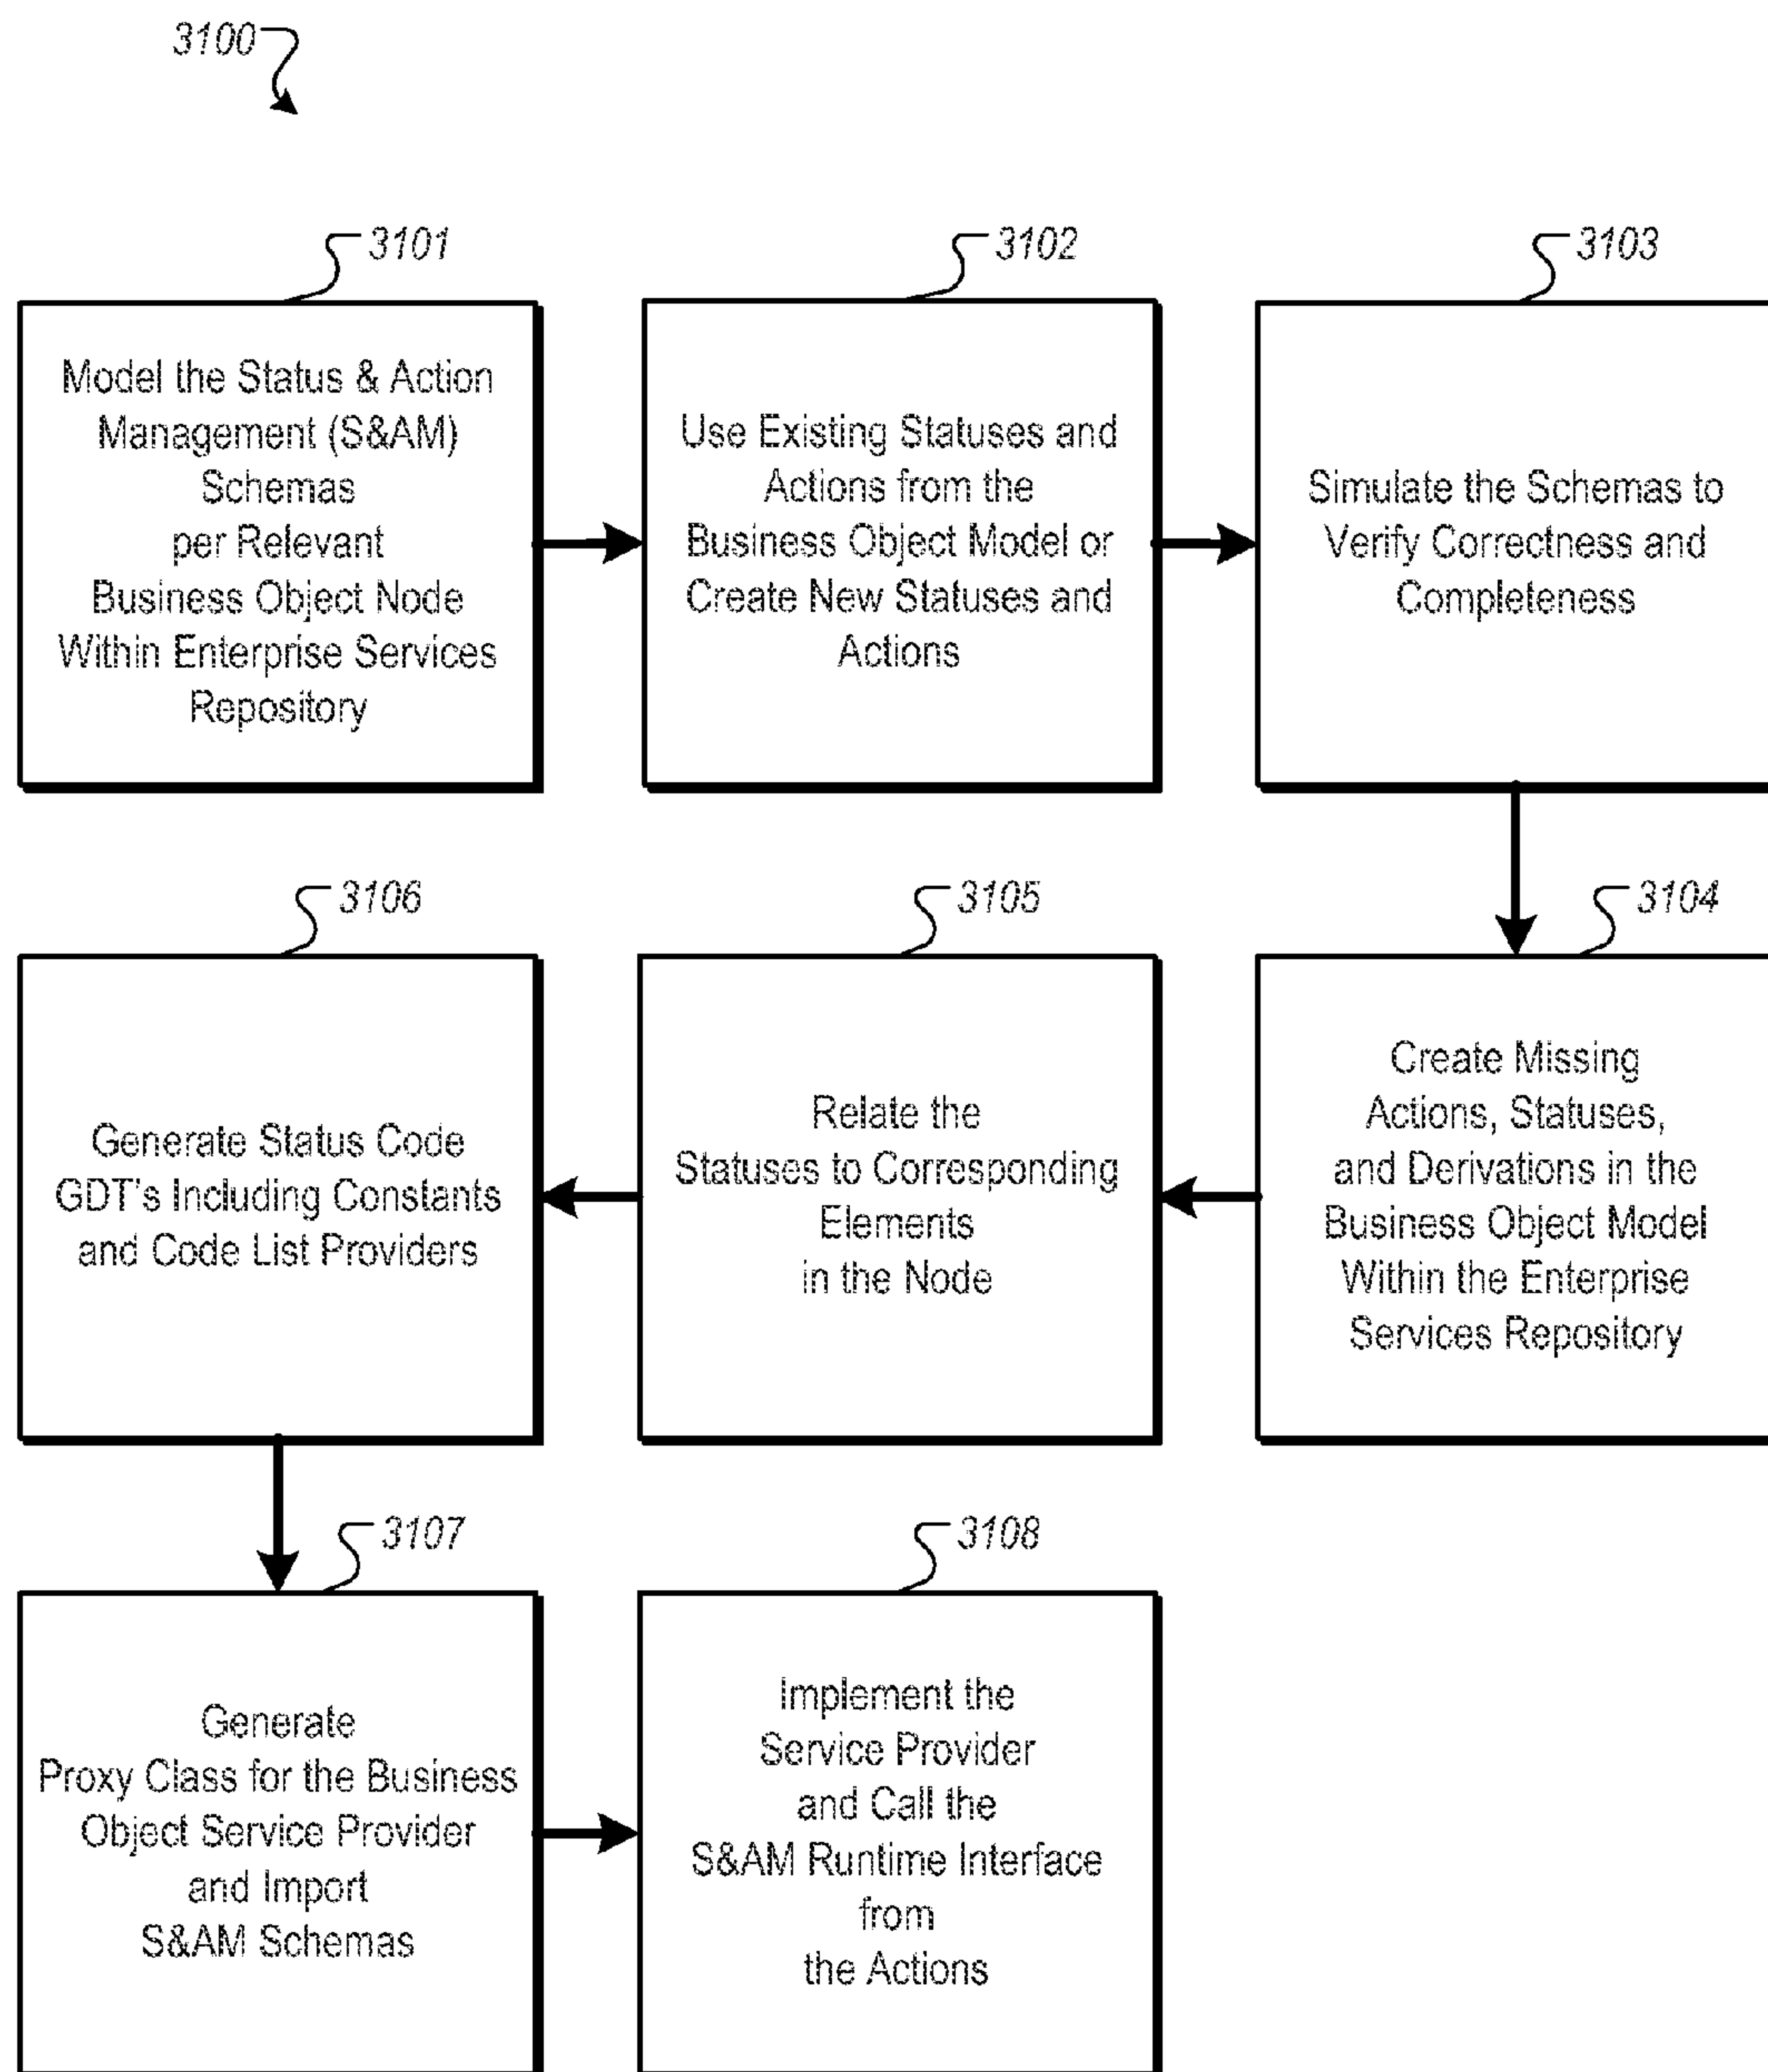 3100
3101
Model the Status & Action
Management (S&AM)
Schemas
per Relevant
Business Object Node
Within Enterprise Services
Repository
3102
Use Existing Statuses and
Actions from the
Business Object Model or
Create New Statuses and
Actions
3103
Simulate the Schemas to
Verify Correctness and
Completeness
3104
Create Missing
Actions, Statuses,
and Derivations in the
Business Object Model
Within the Enterprise
Services Repository
3105
Relate the
Statuses to Corresponding
Elements
in the Node
3106
Generate Status Code
GDT's Including Constants
and Code List Providers
3107
Generate
Proxy Class for the Business
Object Service Provider
and Import
S&AM Schemas
3108
Implement the
Service Provider
and Call the
S&AM Runtime Interface
from
the Actions